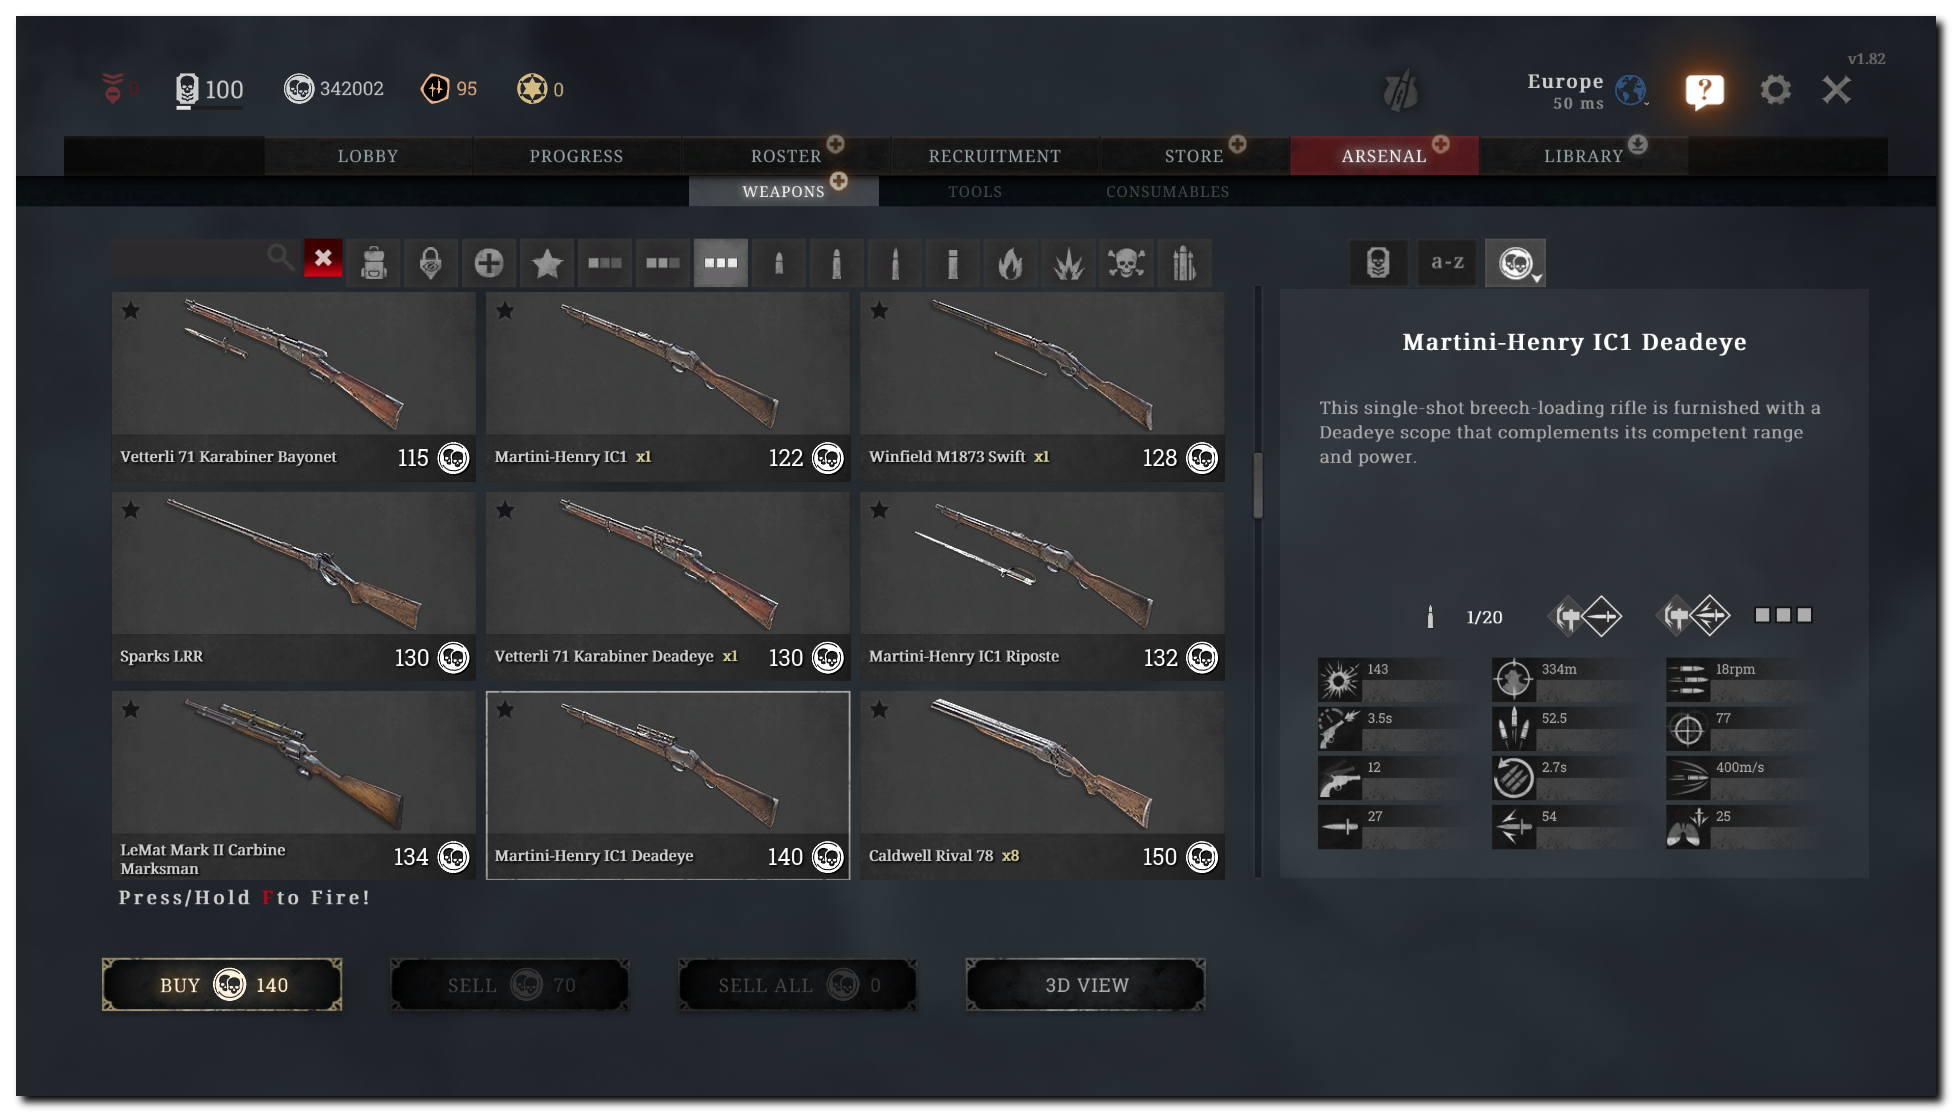 v1.82
0
100
342002
95
0
Europe
50 ms
?
LOBBY
PROGRESS
ROSTER
RECRUITMENT
STORE
ARSENAL
LIBRARY
WEAPONS
TOOLS
CONSUMABLES
a-z
Vetterli 71 Karabiner Bayonet
115
Martini-Henry IC1 x1
122
Winfield M1873 Swift x1
128
Sparks LRR
130
Vetterli 71 Karabiner Deadeye x1
130
Martini-Henry IC1 Riposte
132
LeMat Mark II Carbine
Marksman
134
Martini-Henry IC1 Deadeye
140
Caldwell Rival 78 x8
150
Press/Hold F to Fire!
BUY 140
SELL 70
SELL ALL 0
3D VIEW
Martini-Henry IC1 Deadeye
This single-shot breech-loading rifle is furnished with a
Deadeye scope that complements its competent range
and power.
1/20
143
334m
18rpm
3.5s
52.5
77
12
2.7s
400m/s
27
54
25